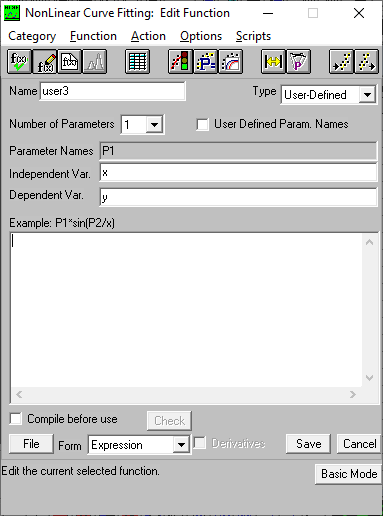 NonLinear Curve Fitting: Edit Function
Category Function Action Options Scripts
Name user3 Type User-Defined
Number of Parameters 1 User Defined Param. Names
Parameter Names P1
Independent Var. x
Dependent Var. y
Example: P1*sin(P2/x)
Compile before use Check
File Form Expression Derivatives Save Cancel
Edit the current selected function.
Basic Mode